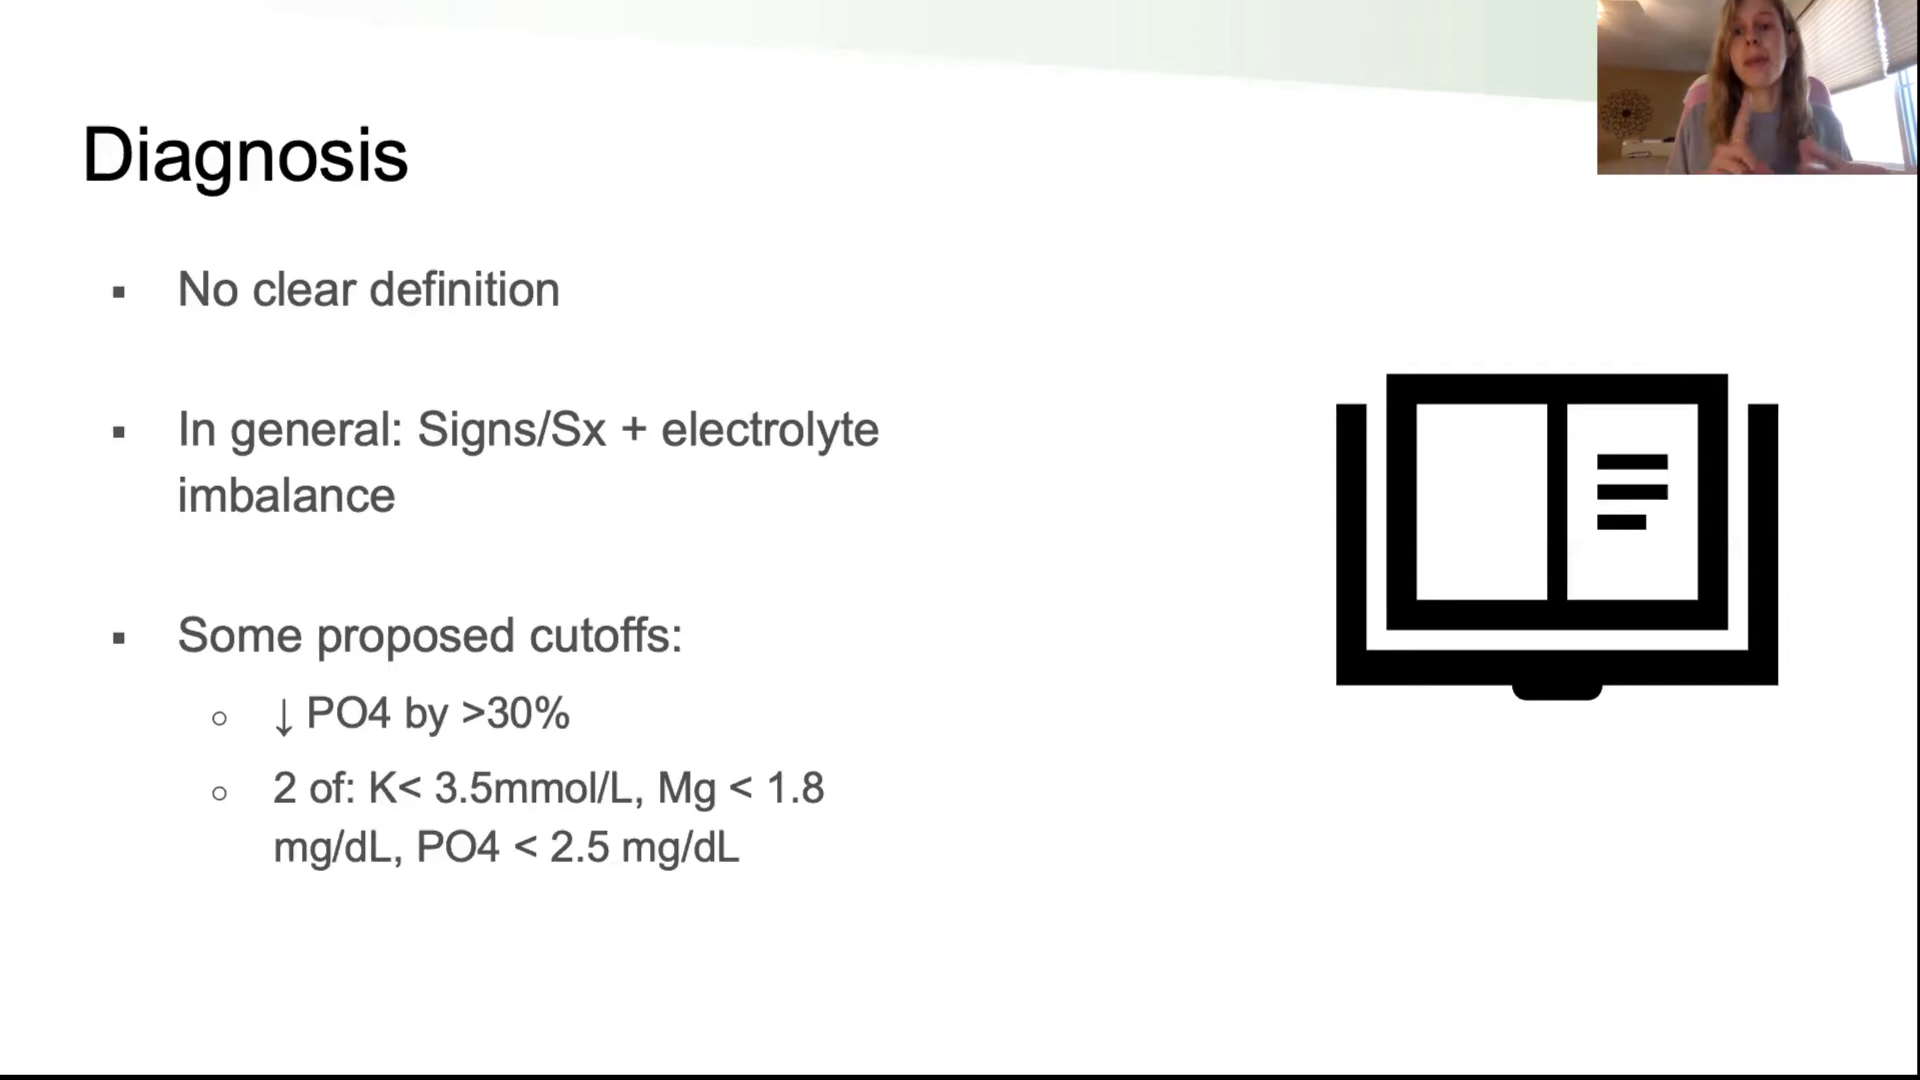 Diagnosis
▪ No clear definition
▪ In general: Signs/Sx + electrolyte
imbalance
▪ Some proposed cutoffs:
○ ↓ PO4 by >30%
○ 2 of: K< 3.5mmol/L, Mg < 1.8
mg/dL, PO4 < 2.5 mg/dL